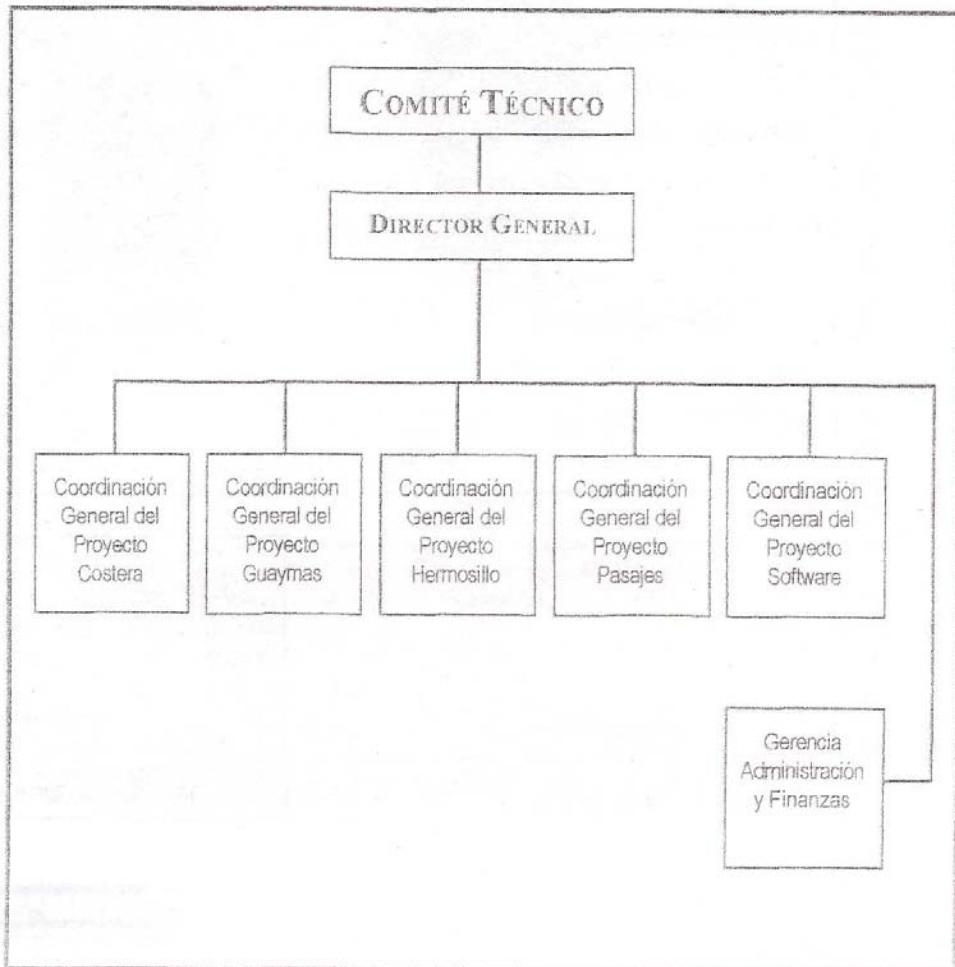 COMITÉ TÉCNICO
DIRECTOR GENERAL
Coordinación
General del
Proyecto
Costera
Coordinación
General del
Proyecto
Guaymas
Coordinación
General del
Proyecto
Hermosillo
Coordinación
General del
Proyecto
Pasajes
Coordinación
General del
Proyecto
Software
Gerencia
Administración
y Finanzas